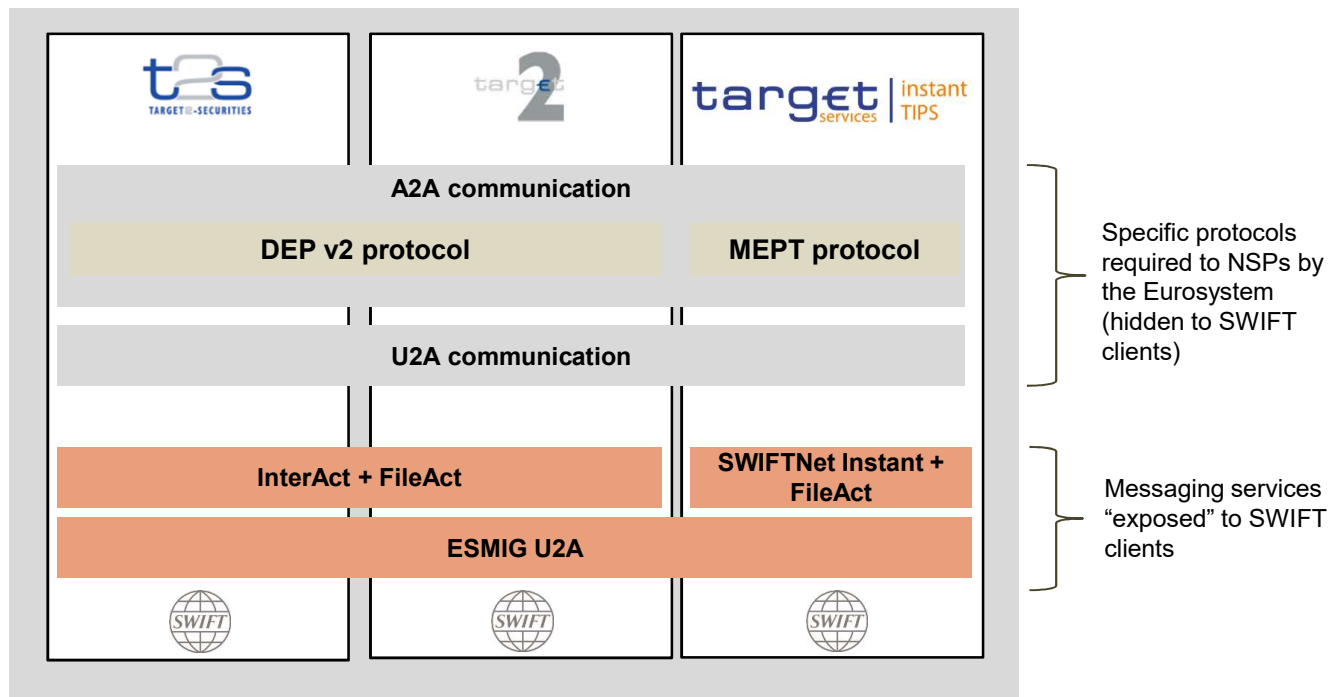 t2s
TARGET2-SECURITIES
target
2
target
services
instant
TIPS
A2A communication
DEP v2 protocol
MEPT protocol
U2A communication
Specific protocols
required to NSPs by
the Eurosystem
(hidden to SWIFT
clients)
InterAct + FileAct
SWIFTNet Instant +
FileAct
ESMIG U2A
Messaging services
“exposed” to SWIFT
clients
SWIFT
SWIFT
SWIFT